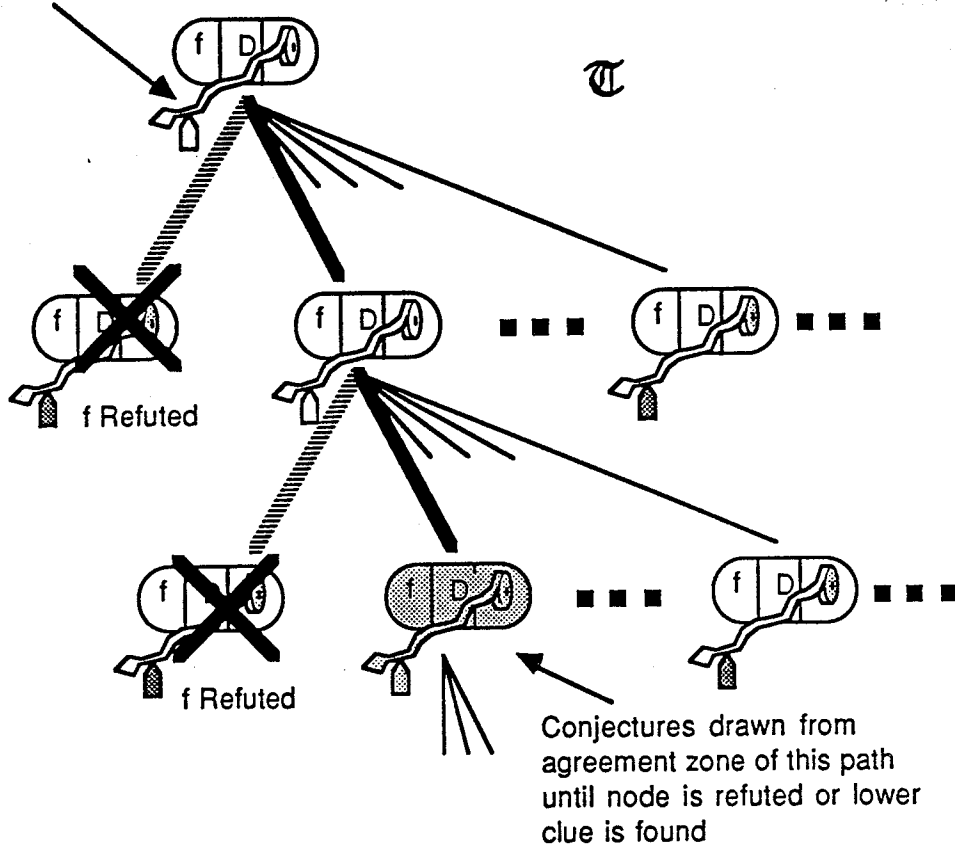 f D
𝕿
f D
f D
f D
f Refuted
f
f D
f D
f Refuted
Conjectures drawn from
agreement zone of this path
until node is refuted or lower
clue is found